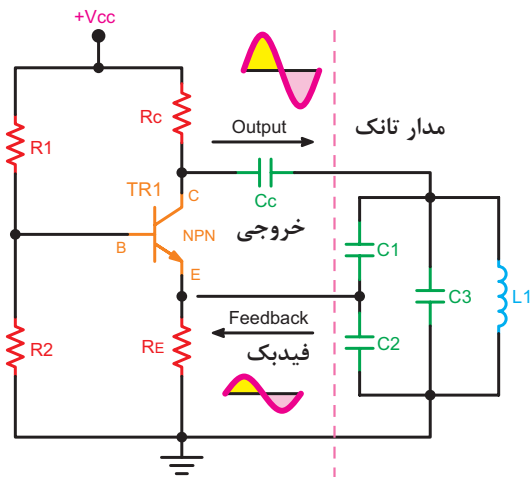 +Vcc
Rc
R1
Output
مدار تانک
TR1
C
Cc
خروجی
NPN
B
E
C1
C3
L1
Feedback
R2
RE
فیدبک
C2